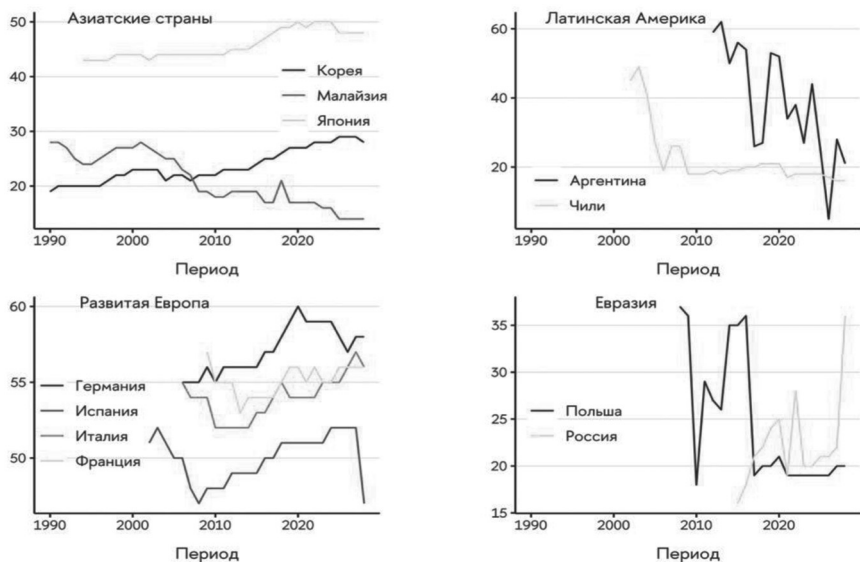 Азиатские страны
50
40
30
20
Корея
Малайзия
Япония
1990 2000 2010 2020
Период
Латинская Америка
60
40
20
Аргентина
Чили
1990 2000 2010 2020
Период
Развитая Европа
60
55
50
Германия
Испания
Италия
Франция
1990 2000 2010 2020
Период
Евразия
35
30
25
20
15
Польша
Россия
1990 2000 2010 2020
Период